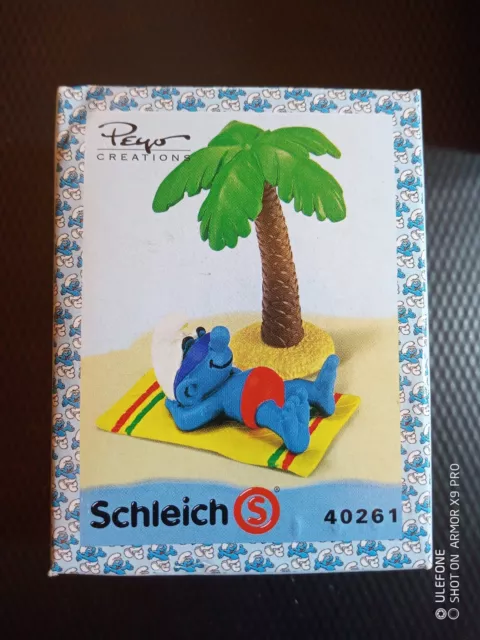 Peyo
CREATIONS
Schleich S ®
40261
ULEFONE
SHOT ON ARMOR X9 PRO